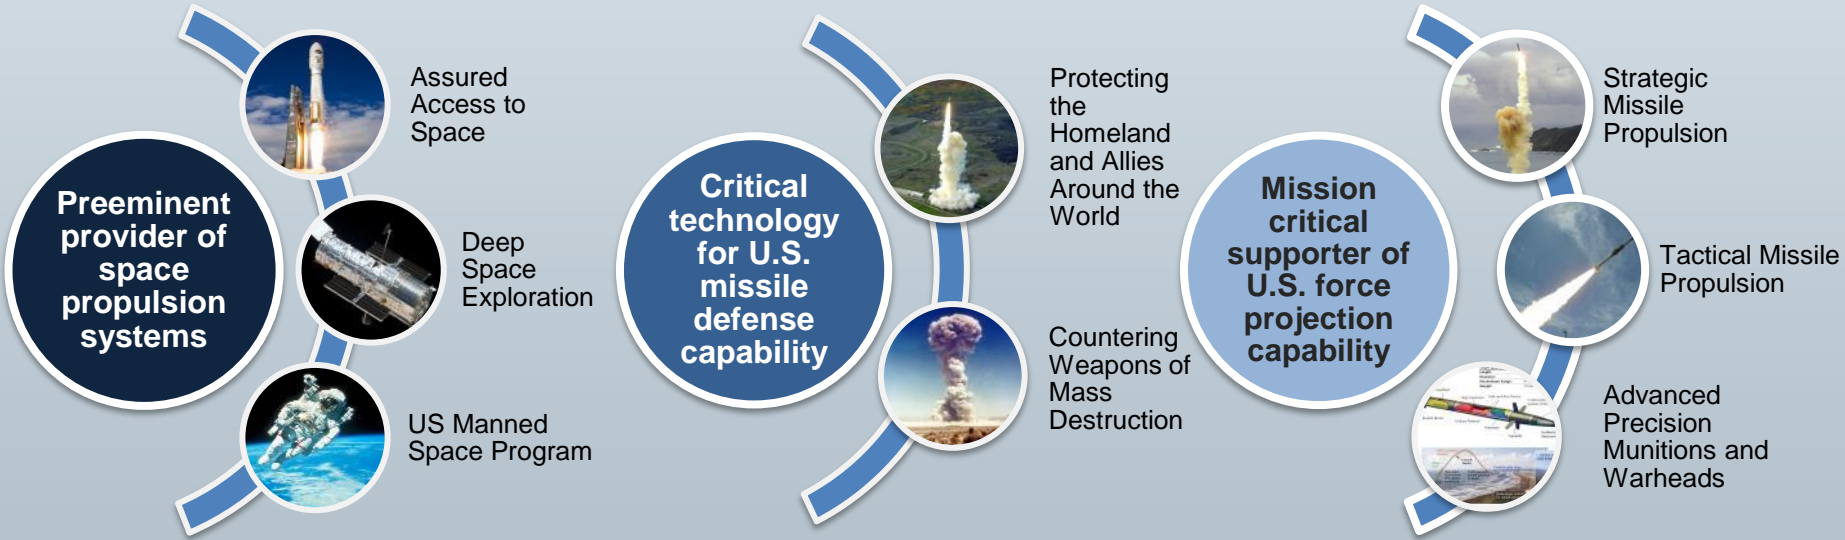 Preeminent
provider of
space
propulsion
systems
Assured
Access to
Space
Deep
Space
Exploration
US Manned
Space Program
Critical
technology
for U.S.
missile
defense
capability
Protecting
the
Homeland
and Allies
Around the
World
Countering
Weapons of
Mass
Destruction
Mission
critical
supporter of
U.S. force
projection
capability
Strategic
Missile
Propulsion
Tactical Missile
Propulsion
Advanced
Precision
Munitions and
Warheads